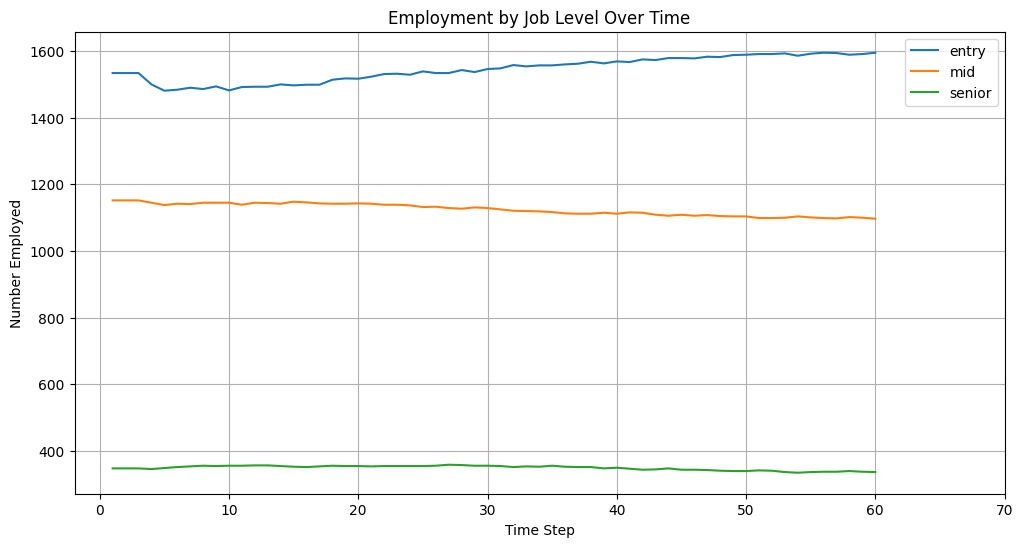 Employment by Job Level Over Time
entry
mid
senior
1600
1400
1200
1000
800
600
400
Number Employed
0 10 20 30 40 50 60 70
Time Step